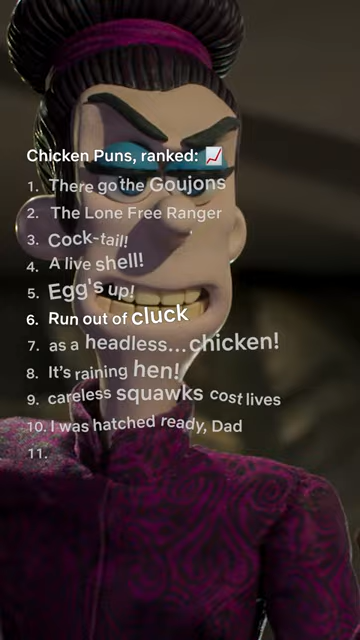 Chicken Puns, ranked: 📈
1. There go the Goujons
2. The Lone Free Ranger
3. Cock-tail!
4. A live shell!
5. Egg's up!
6. Run out of cluck
7. as a headless...chicken!
8. It's raining hen!
9. careless squawks cost lives
10. I was hatched ready, Dad
11.